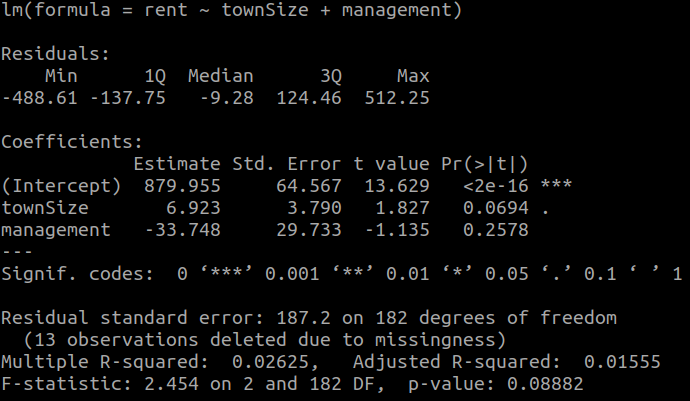 lm(formula = rent ~ townSize + management)
Residuals:
Min 1Q Median 3Q Max
-488.61 -137.75 -9.28 124.46 512.25
Coefficients:
Estimate Std. Error t value Pr(>|t|)
(Intercept) 879.955 64.567 13.629 <2e-16 ***
townSize 6.923 3.790 1.827 0.0694 .
management -33.748 29.733 -1.135 0.2578
---
Signif. codes: 0 ‘***’ 0.001 ‘**’ 0.01 ‘*’ 0.05 ‘.’ 0.1 ‘ ’ 1
Residual standard error: 187.2 on 182 degrees of freedom
(13 observations deleted due to missingness)
Multiple R-squared: 0.02625, Adjusted R-squared: 0.01555
F-statistic: 2.454 on 2 and 182 DF, p-value: 0.08882